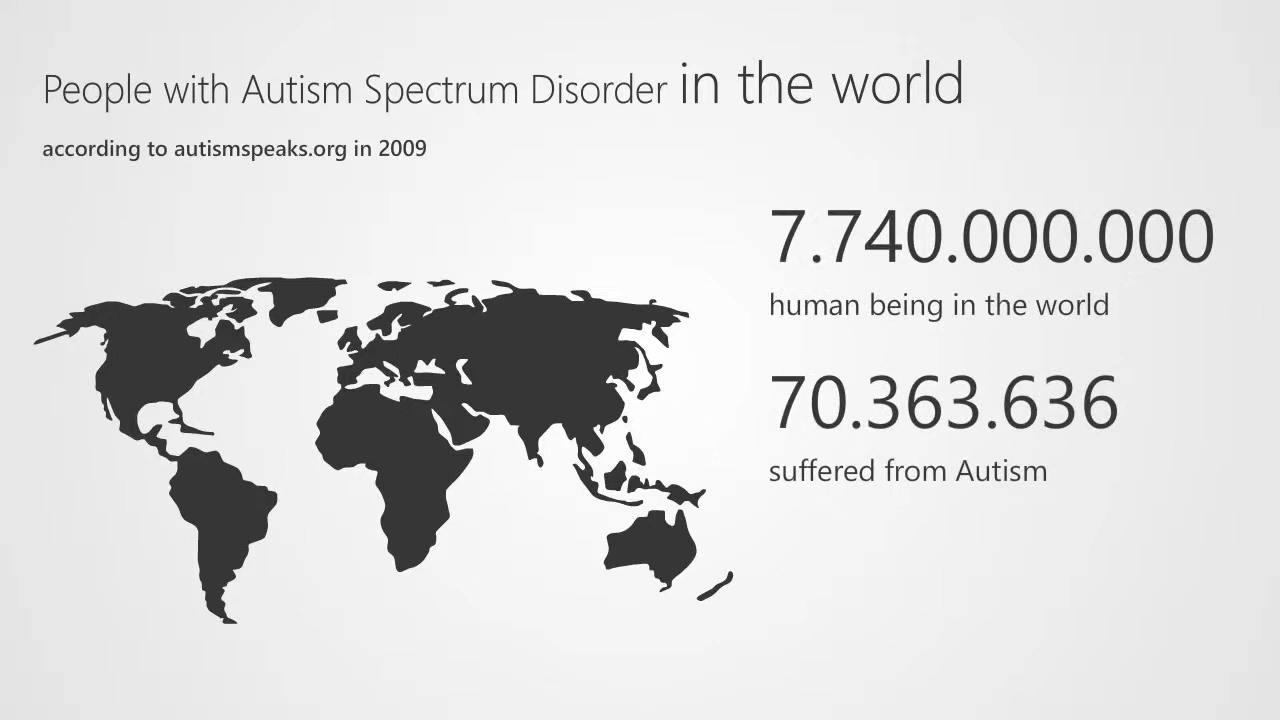 People with Autism Spectrum Disorder in the world
according to autismspeaks.org in 2009
7.740.000.000
human being in the world
70.363.636
suffered from Autism